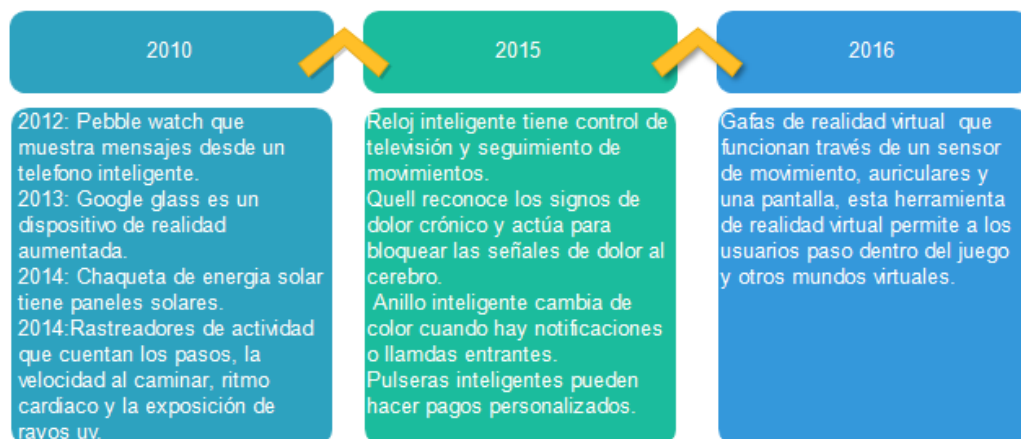 2010
2012: Pebble watch que
muestra mensajes desde un
telefono inteligente.
2013: Google glass es un
dispositivo de realidad
aumentada.
2014: Chaqueta de energia solar
tiene paneles solares.
2014:Rastreadores de actividad
que cuentan los pasos, la
velocidad al caminar, ritmo
cardiaco y la exposición de
rayos uv.
2015
Reloj inteligente tiene control de
televisión y seguimiento de
movimientos.
Quell reconoce los signos de
dolor crónico y actúa para
bloquear las señales de dolor al
cerebro.
Anillo inteligente cambia de
color cuando hay notificaciones
o llamdas entrantes.
Pulseras inteligentes pueden
hacer pagos personalizados.
2016
Gafas de realidad virtual que
funcionan través de un sensor
de movimiento, auriculares y
una pantalla, esta herramienta
de realidad virtual permite a los
usuarios paso dentro del juego
y otros mundos virtuales.